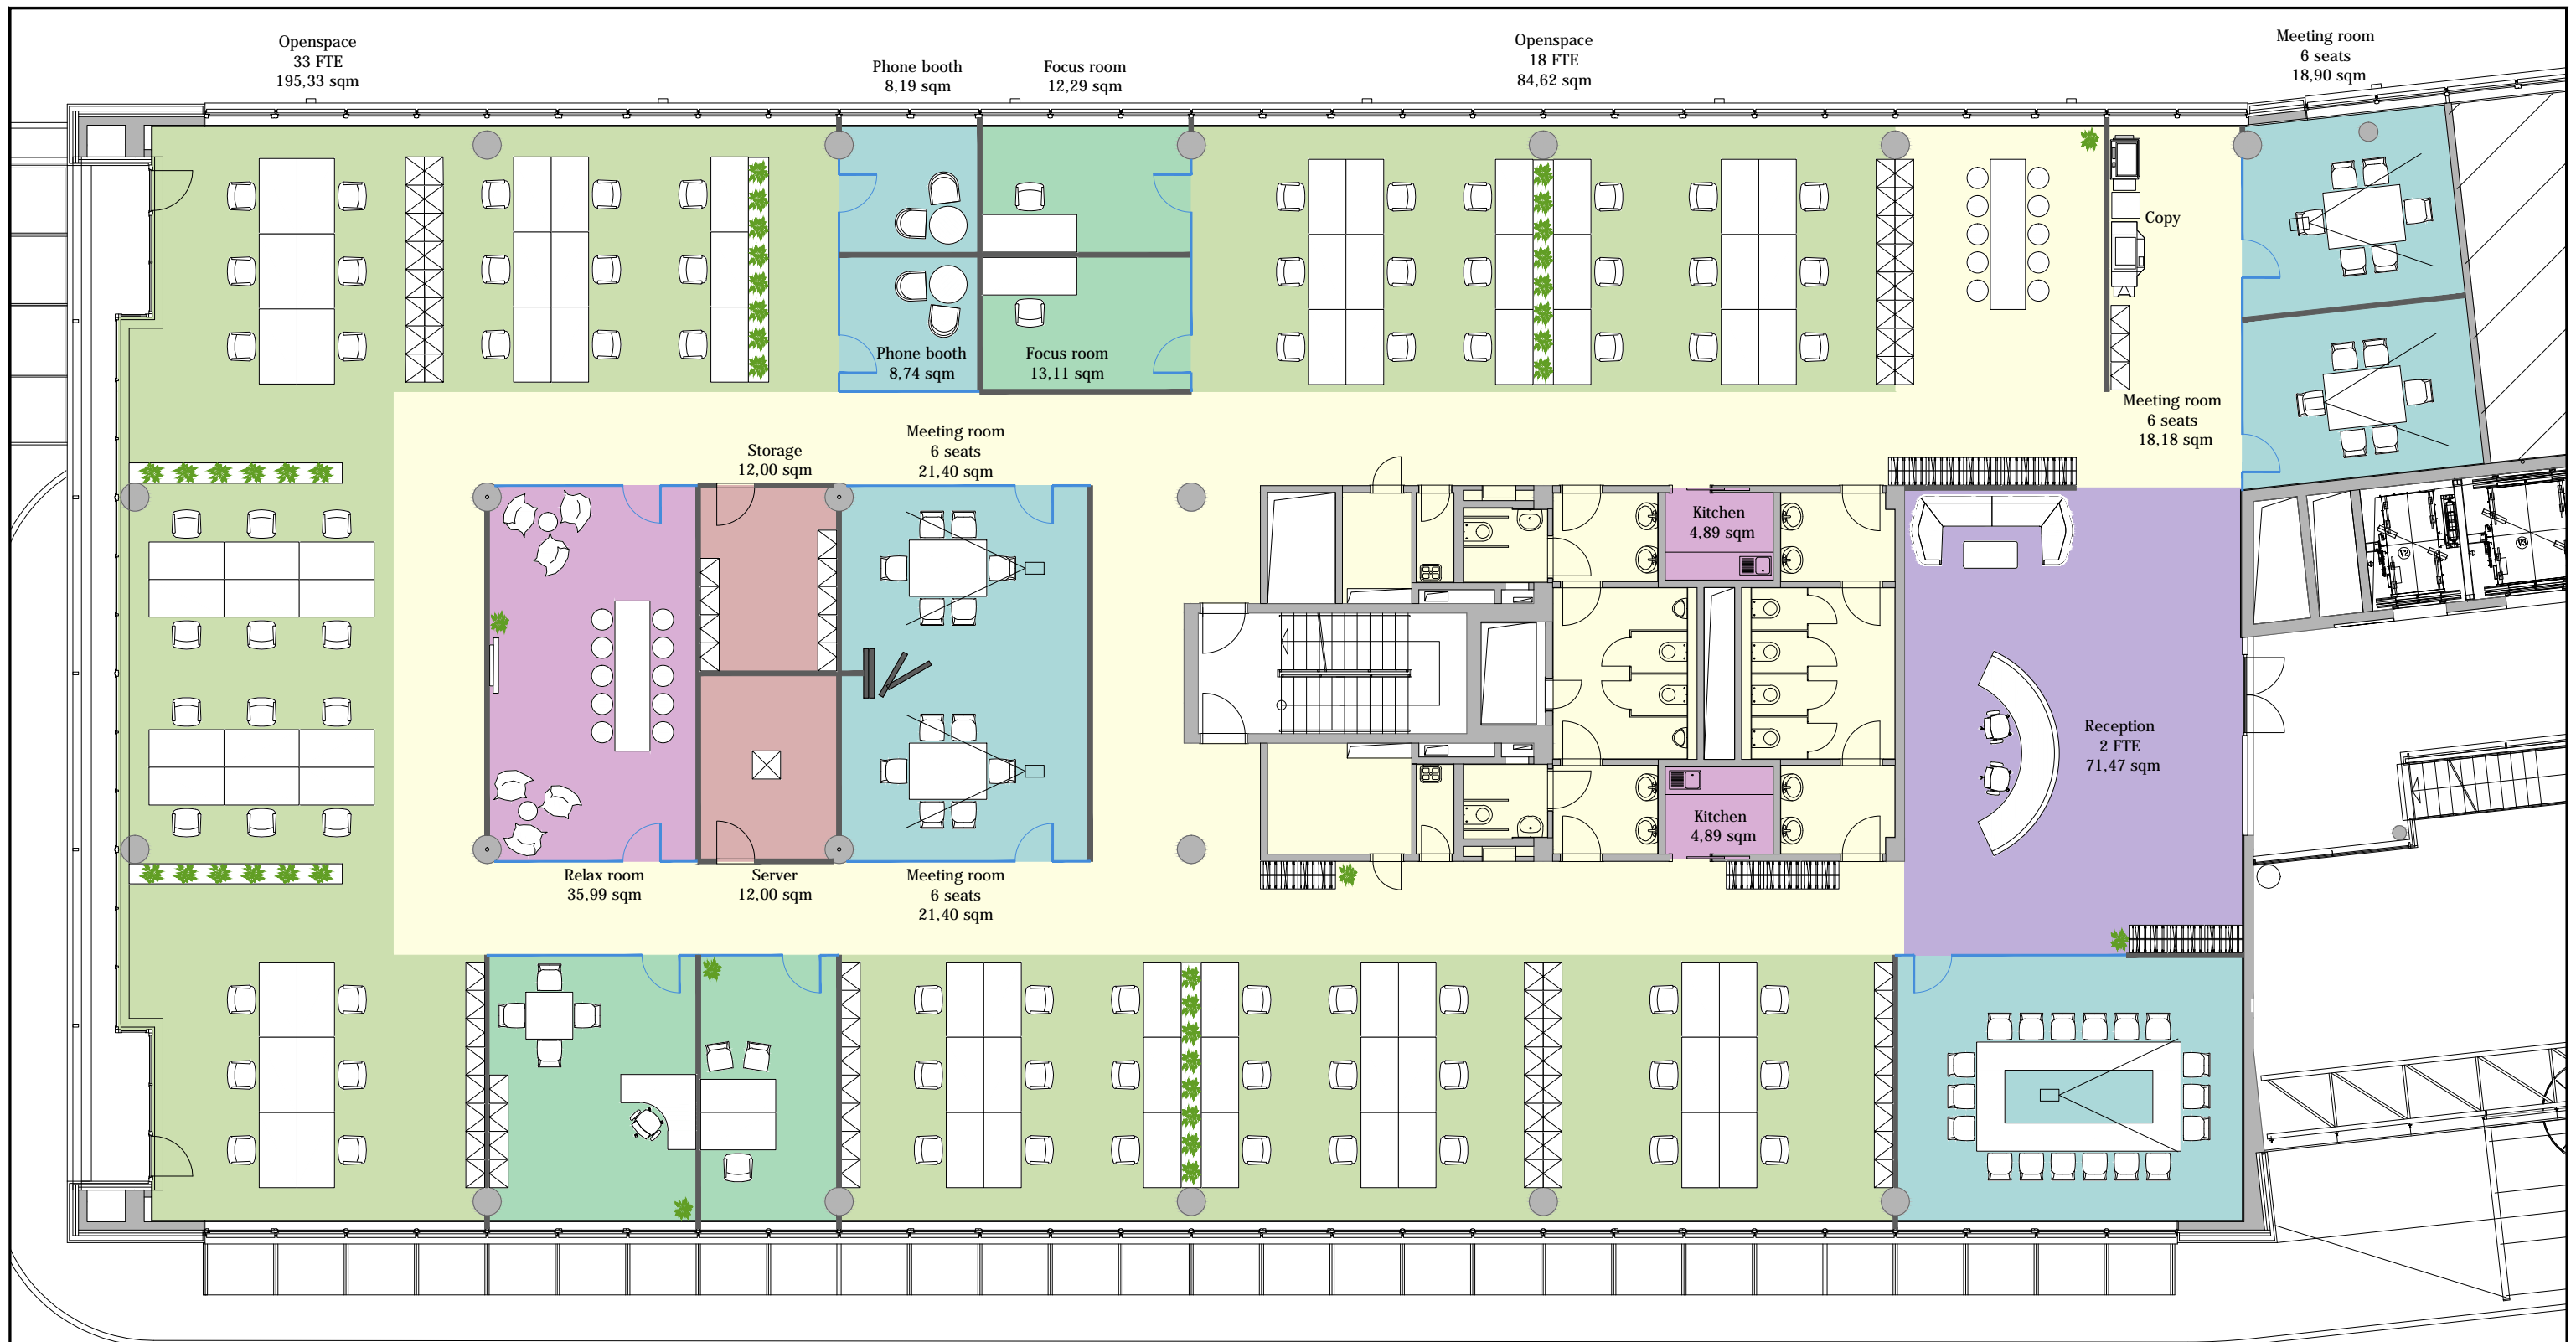 Openspace
33 FTE
195,33 sqm
Phone booth
8,19 sqm
Focus room
12,29 sqm
Openspace
18 FTE
84,62 sqm
Meeting room
6 seats
18,90 sqm
Copy
Phone booth
8,74 sqm
Focus room
13,11 sqm
Meeting room
6 seats
18,18 sqm
Storage
12,00 sqm
Meeting room
6 seats
21,40 sqm
Kitchen
4,89 sqm
V2
V3
Reception
2 FTE
71,47 sqm
Kitchen
4,89 sqm
Relax room
35,99 sqm
Server
12,00 sqm
Meeting room
6 seats
21,40 sqm